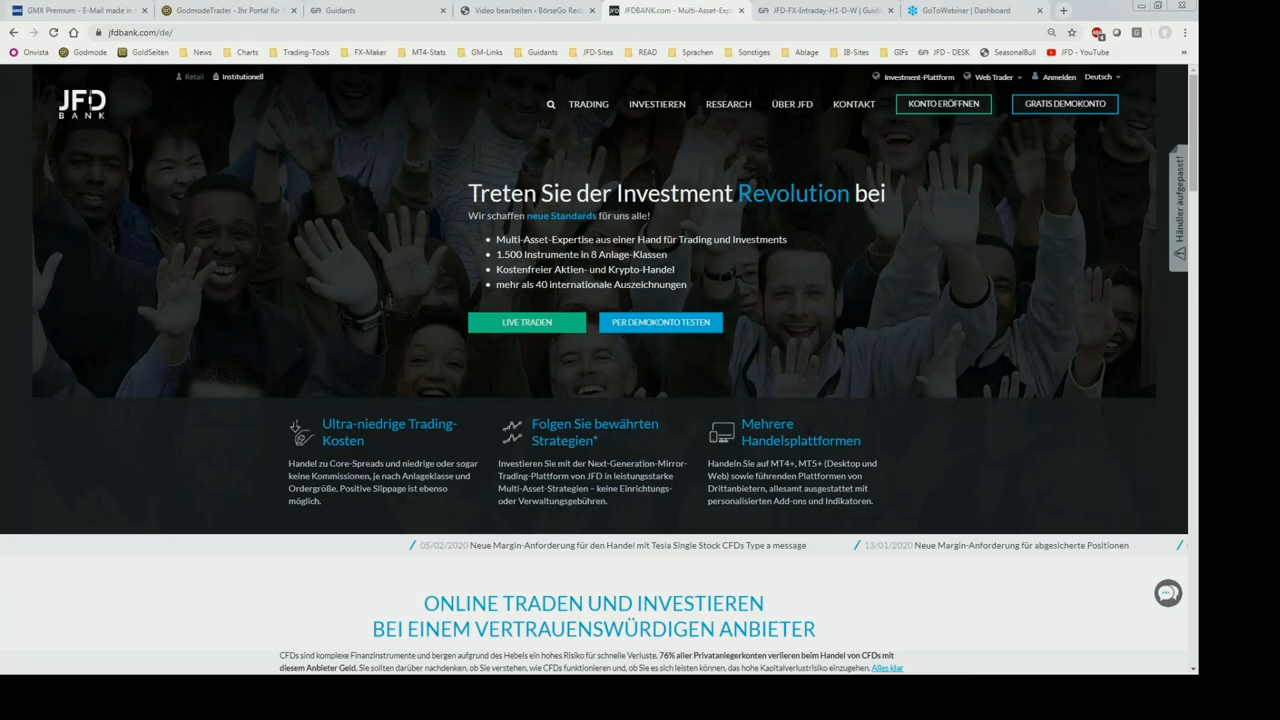 GMX Premium - E-Mail made in
GodmodeTrader - Ihr Portal für
Guidants
Video bearbeiten ‹ BörseGo Red
JFDBANK.com - Multi-Asset-Exp
JFD-FX-Intraday-H1-D-W | Guid
GoToWebinar | Dashboard
jfdbank.com/de/
Onvista
Godmode
GoldSeiten
News
Charts
Trading-Tools
FX-Maker
MT4-Stats
GM-Links
Guidants
JFD-Sites
READ
Sprachen
Sonstiges
Ablage
IB-Sites
GIFs
JFD - DESK
SeasonalBull
JFD - YouTube
»
Retail
Institutionell
Investment-Plattform
Web Trader
Anmelden
Deutsch
JFD
BANK
TRADING
INVESTIEREN
RESEARCH
ÜBER JFD
KONTAKT
KONTO ERÖFFNEN
GRATIS DEMOKONTO
Händler aufgepasst!
Treten Sie der Investment Revolution bei
Wir schaffen neue Standards für uns alle!
• Multi-Asset-Expertise aus einer Hand für Trading und Investments
• 1.500 Instrumente in 8 Anlage-Klassen
• Kostenfreier Aktien- und Krypto-Handel
• mehr als 40 internationale Auszeichnungen
LIVE TRADEN
PER DEMOKONTO TESTEN
Ultra-niedrige Trading-
Kosten
Handel zu Core-Spreads und niedrige oder sogar
keine Kommissionen, je nach Anlageklasse und
Ordergröße. Positive Slippage ist ebenso
möglich.
Folgen Sie bewährten
Strategien*
Investieren Sie mit der Next-Generation-Mirror-
Trading-Plattform von JFD in leistungsstarke
Multi-Asset-Strategien – keine Einrichtungs-
oder Verwaltungsgebühren.
Mehrere
Handelsplattformen
Handeln Sie auf MT4+, MT5+ (Desktop und
Web) sowie führenden Plattformen von
Drittanbietern, allesamt ausgestattet mit
personalisierten Add-ons und Indikatoren.
05/02/2020 Neue Margin-Anforderung für den Handel mit Tesla Single Stock CFDs Type a message
13/01/2020 Neue Margin-Anforderung für abgesicherte Positionen
ONLINE TRADEN UND INVESTIEREN
BEI EINEM VERTRAUENSWÜRDIGEN ANBIETER
CFDs sind komplexe Finanzinstrumente und bergen aufgrund des Hebels ein hohes Risiko für schnelle Verluste. 76% aller Privatanlegerkonten verlieren beim Handel von CFDs mit
diesem Anbieter Geld. Sie sollten darüber nachdenken, ob Sie verstehen, wie CFDs funktionieren und, ob Sie es sich leisten können, das hohe Kapitalverlustrisiko einzugehen. Alles klar